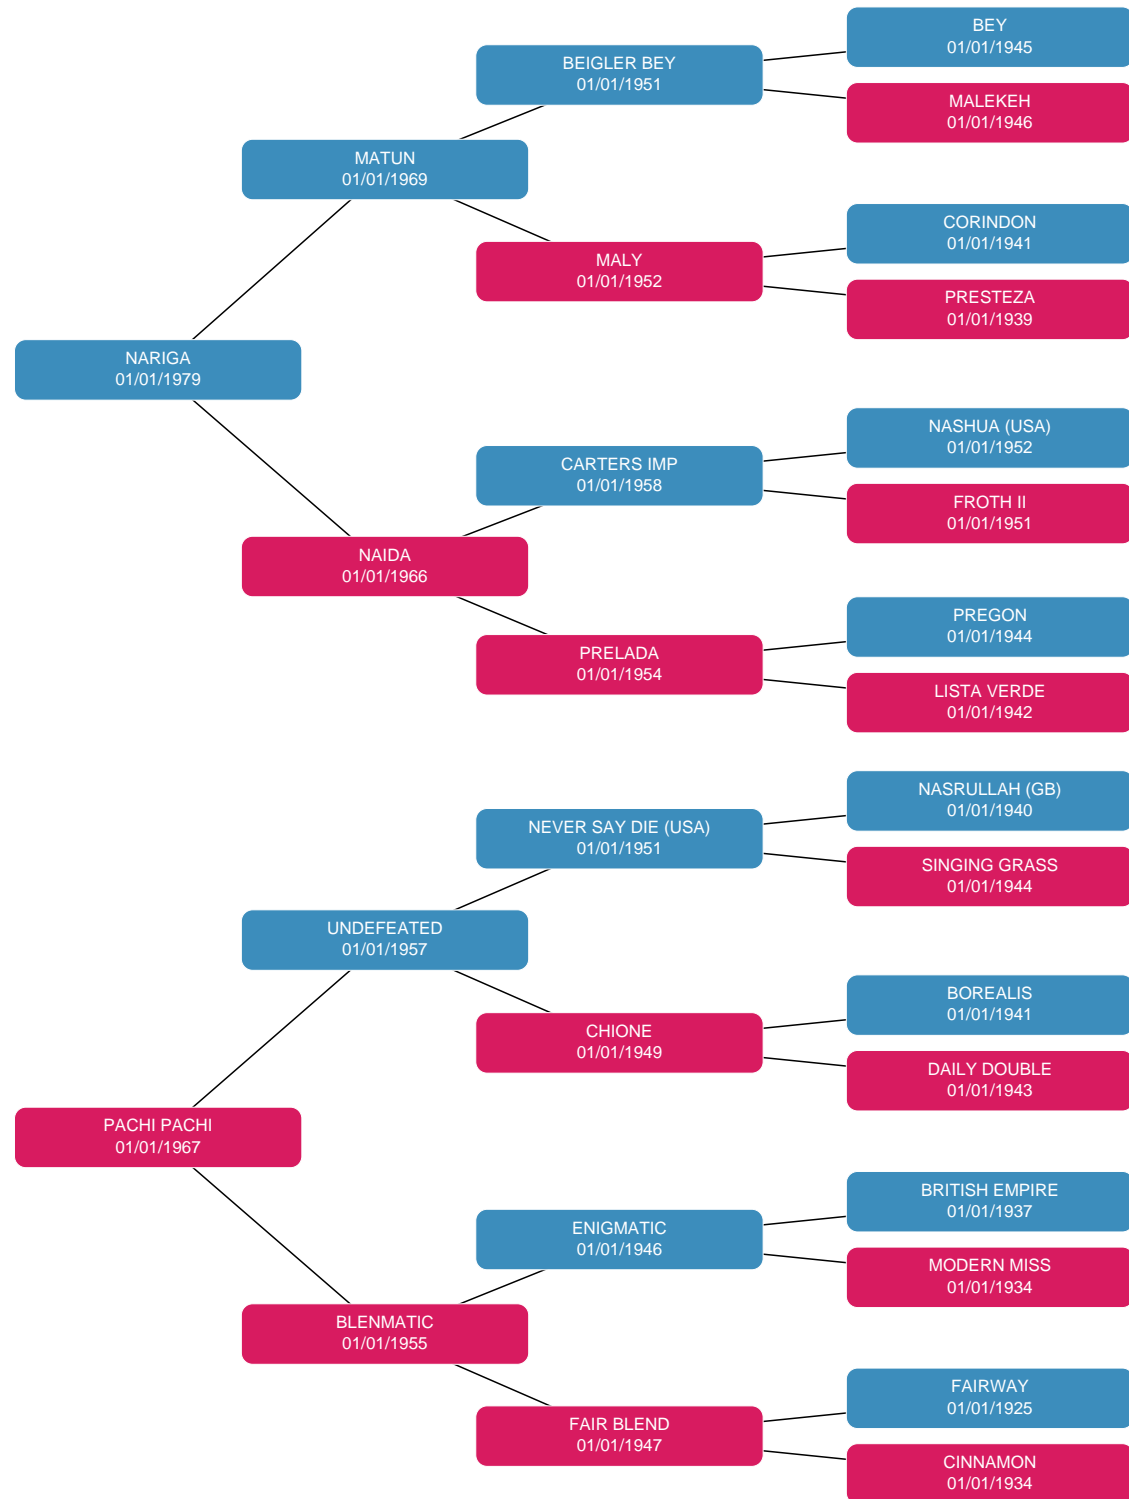 BEY
01/01/1945
BEIGLER BEY
01/01/1951
MALEKEH
01/01/1946
MATUN
01/01/1969
CORINDON
01/01/1941
MALY
01/01/1952
PRESTEZA
01/01/1939
NARIGA
01/01/1979
NASHUA (USA)
01/01/1952
CARTERS IMP
01/01/1958
FROTH II
01/01/1951
NAIDA
01/01/1966
PREGON
01/01/1944
PRELADA
01/01/1954
LISTA VERDE
01/01/1942
NASRULLAH (GB)
01/01/1940
NEVER SAY DIE (USA)
01/01/1951
SINGING GRASS
01/01/1944
UNDEFEATED
01/01/1957
BOREALIS
01/01/1941
CHIONE
01/01/1949
DAILY DOUBLE
01/01/1943
PACHI PACHI
01/01/1967
BRITISH EMPIRE
01/01/1937
ENIGMATIC
01/01/1946
MODERN MISS
01/01/1934
BLENMATIC
01/01/1955
FAIRWAY
01/01/1925
FAIR BLEND
01/01/1947
CINNAMON
01/01/1934